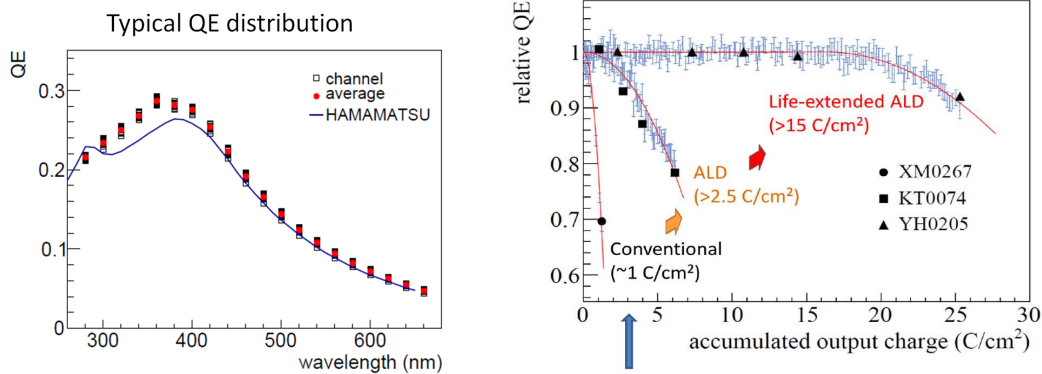 Typical QE distribution
QE
0.3
0.2
0.1
0
channel
average
HAMAMATSU
300
400
500
600
wavelength (nm)
relative QE
1
0.9
0.8
0.7
0.6
Life-extended ALD
(>15 C/cm²)
ALD
(>2.5 C/cm²)
Conventional
(~1 C/cm²)
XM0267
KT0074
YH0205
0
5
10
15
20
25
30
accumulated output charge (C/cm²)